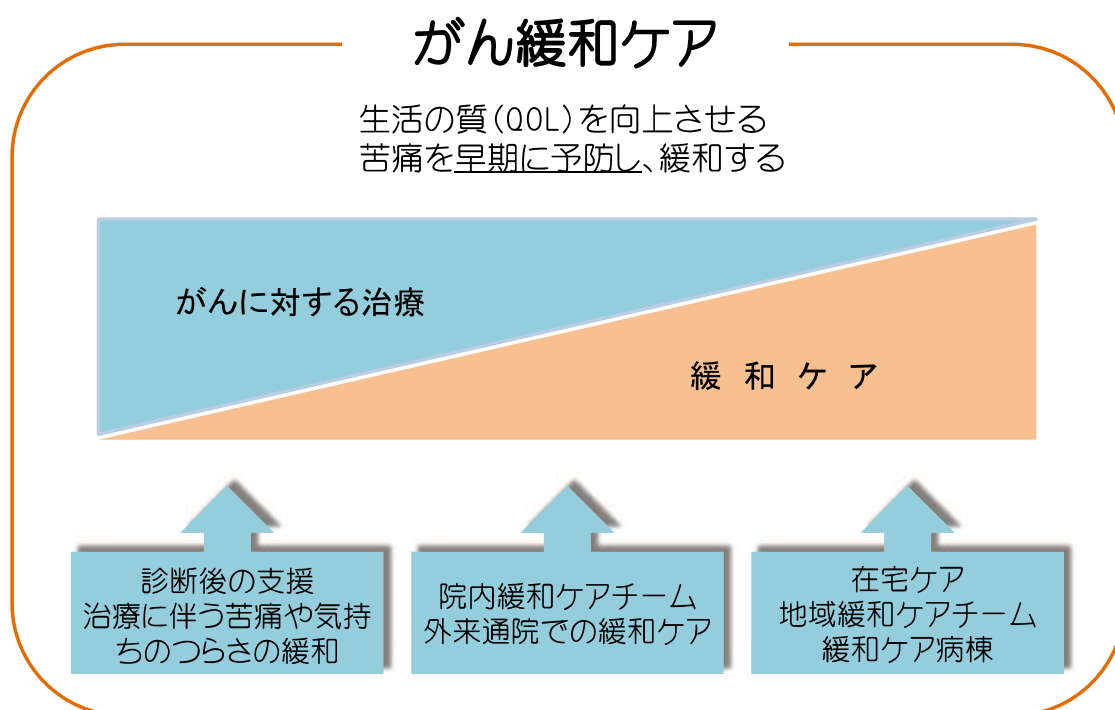 がん緩和ケア
生活の質(QOL)を向上させる
苦痛を早期に予防し、緩和する
がんに対する治療
緩 和 ケ ア
診断後の支援
治療に伴う苦痛や気持
ちのつらさの緩和
院内緩和ケアチーム
外来通院での緩和ケア
在宅ケア
地域緩和ケアチーム
緩和ケア病棟